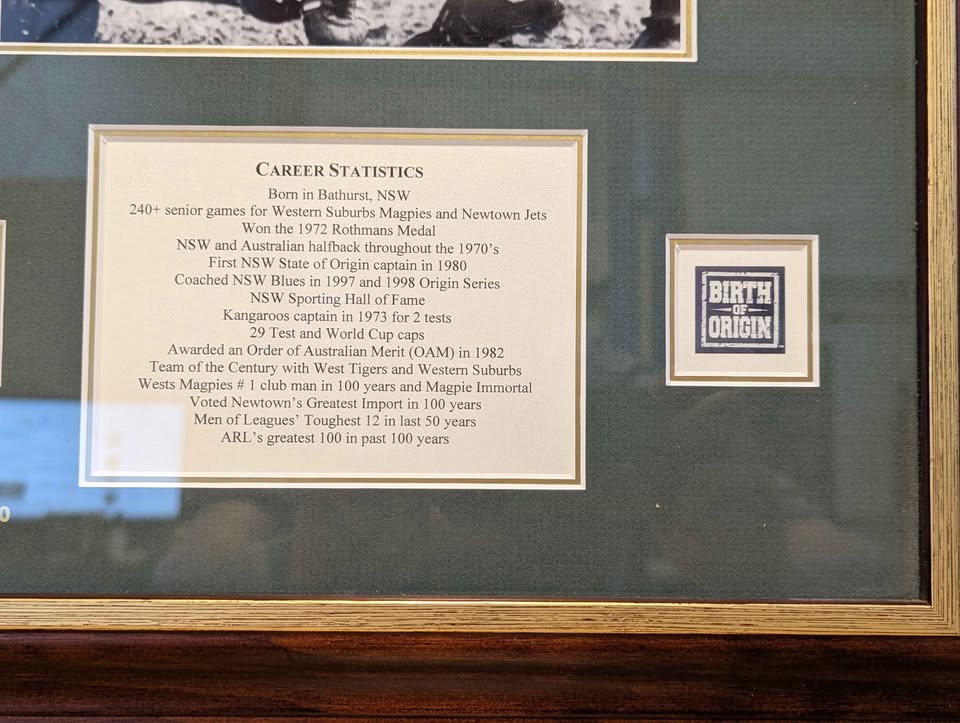 CAREER STATISTICS
Born in Bathurst, NSW
240+ senior games for Western Suburbs Magpies and Newtown Jets
Won the 1972 Rothmans Medal
NSW and Australian halfback throughout the 1970's
First NSW State of Origin captain in 1980
Coached NSW Blues in 1997 and 1998 Origin Series
NSW Sporting Hall of Fame
Kangaroos captain in 1973 for 2 tests
29 Test and World Cup caps
Awarded an Order of Australian Merit (OAM) in 1982
Team of the Century with West Tigers and Western Suburbs
Wests Magpies # 1 club man in 100 years and Magpie Immortal
Voted Newtown's Greatest Import in 100 years
Men of Leagues' Toughest 12 in last 50 years
ARL's greatest 100 in past 100 years
BIRTH
OF
ORIGIN
0